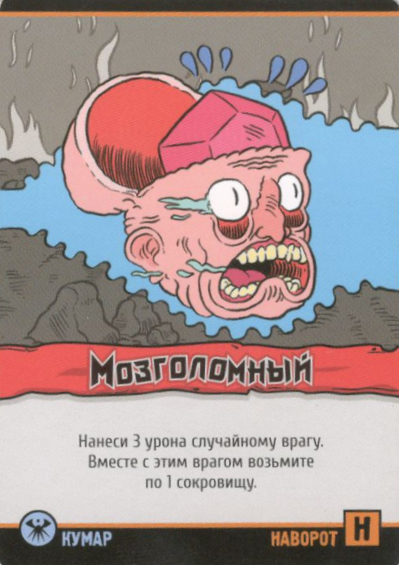 Мозголомный
Нанеси 3 урона случайному врагу.
Вместе с этим врагом возьмите
по 1 сокровищу.
КУМАР
НАВОРОТ Н